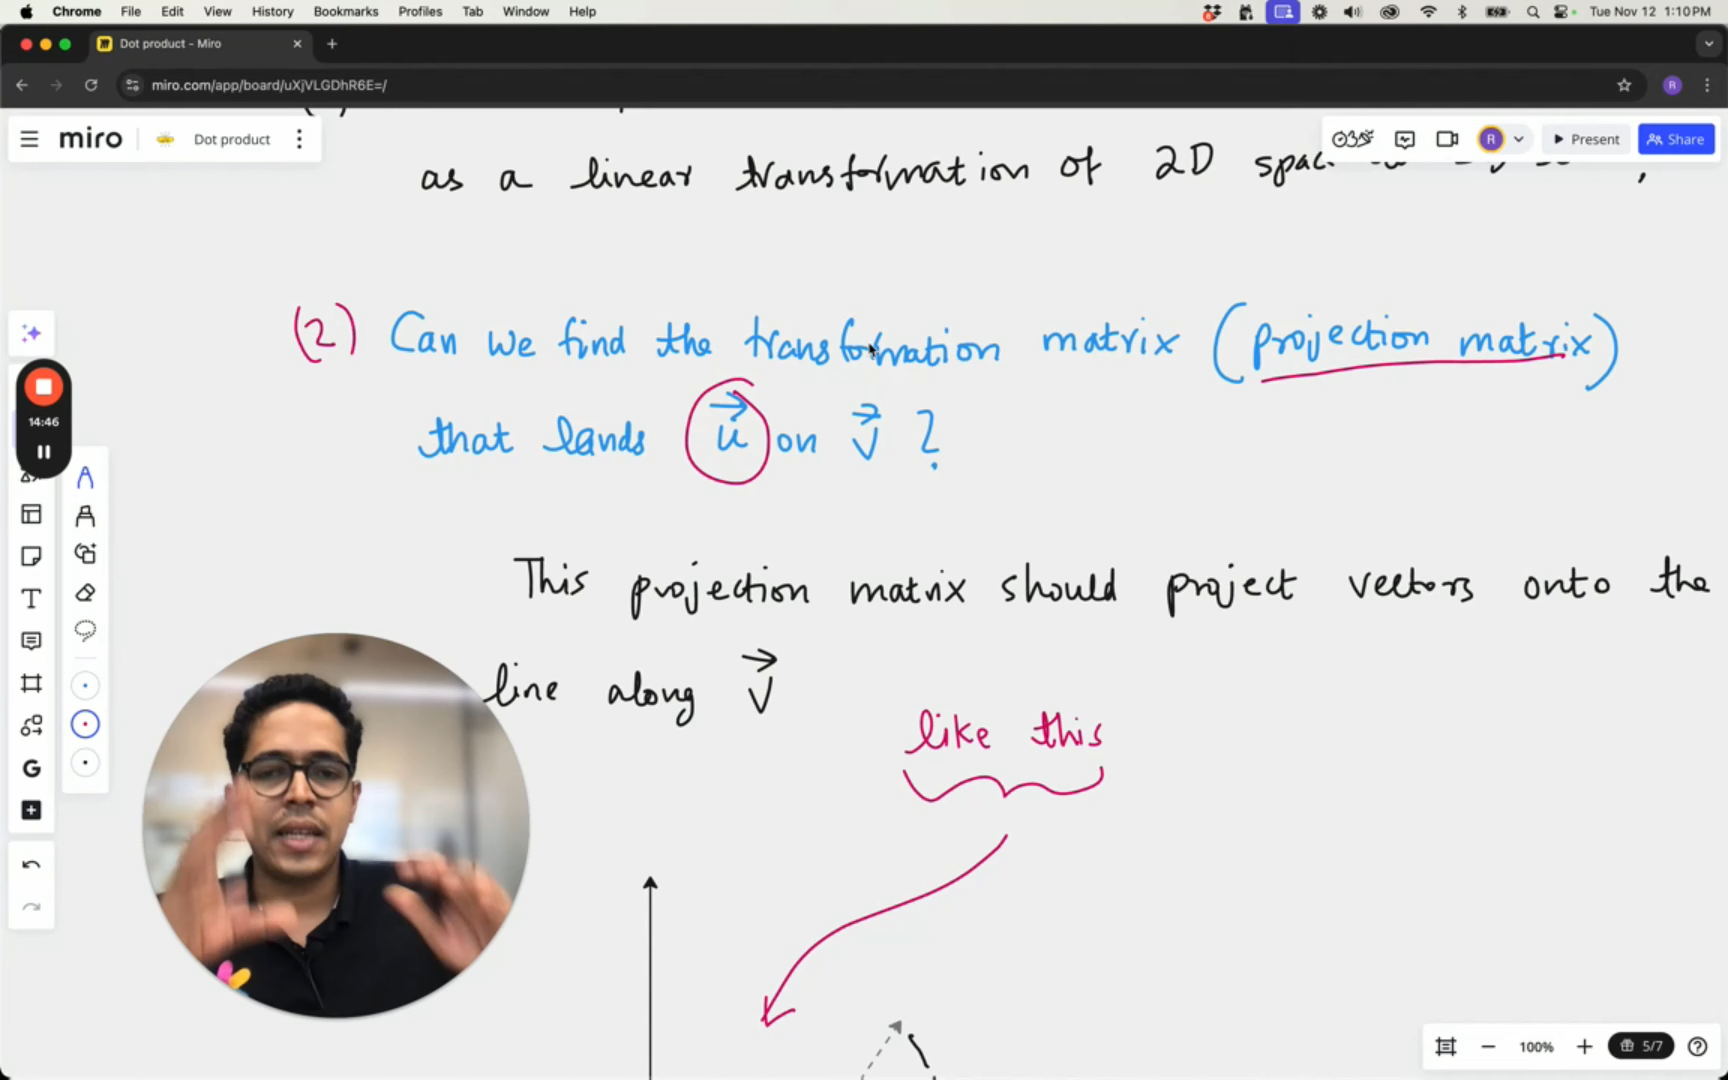 Chrome File Edit View History Bookmarks Profiles Tab Window Help Tue Nov 12 1:10 PM
Dot product - Miro
miro.com/app/board/uXjVLGDhR6E=/ R
miro Dot product R Present Share
as a linear transformation of 2D
(2) Can we find the transformation matrix (projection matrix)
that lands u on v ?
14:46
This projection matrix should project vectors onto the
line along v
like this
T
G
100% 5/7